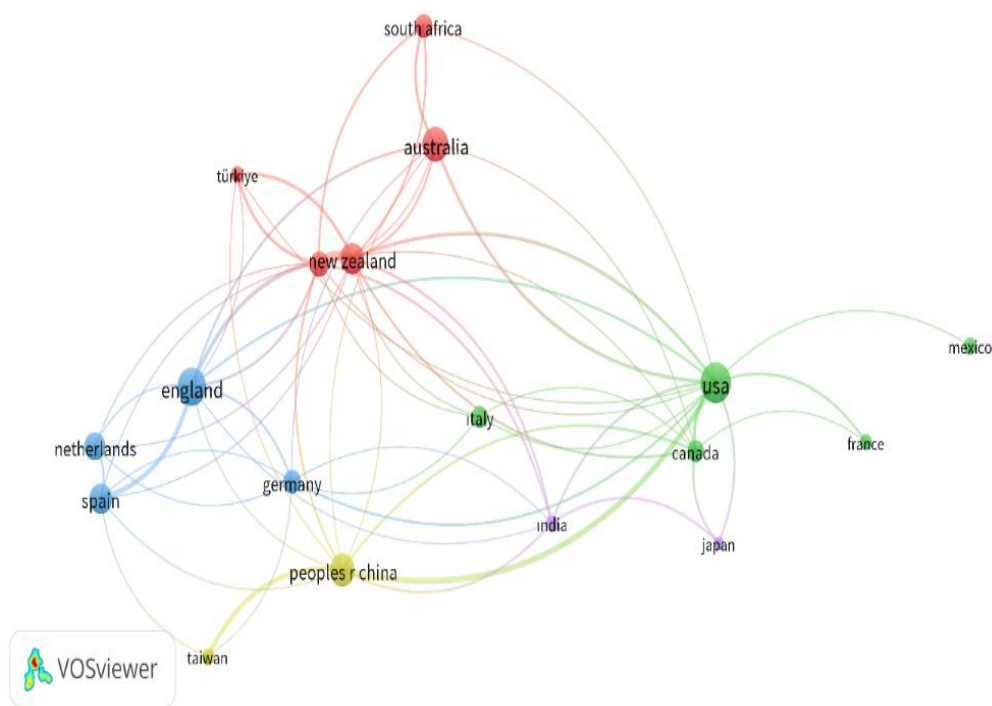 south africa
australia
türkiye
new zealand
mexico
england
usa
italy
france
netherlands
canada
germany
spain
india
japan
peoples r china
taiwan
VOSviewer